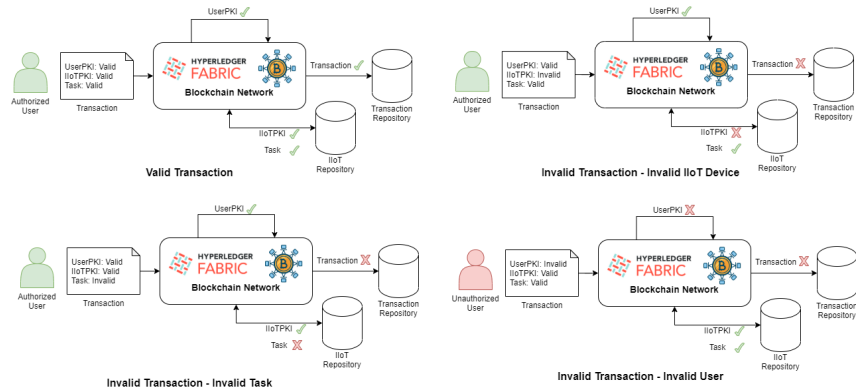 UserPKI
UserPKI: Valid
IIoTPKI: Valid
Task: Valid
HYPERLEDGER
FABRIC
Blockchain Network
Transaction
Authorized
User
Transaction
Transaction
Repository
IIoTPKI
Task
IIoT
Repository
Valid Transaction
UserPKI
UserPKI: Valid
IIoTPKI: Invalid
Task: Valid
HYPERLEDGER
FABRIC
Blockchain Network
Transaction
Authorized
User
Transaction
Transaction
Repository
IIoTPKI
Task
IIoT
Repository
Invalid Transaction - Invalid IIoT Device
UserPKI
UserPKI: Valid
IIoTPKI: Valid
Task: Invalid
HYPERLEDGER
FABRIC
Blockchain Network
Transaction
Authorized
User
Transaction
Transaction
Repository
IIoTPKI
Task
IIoT
Repository
Invalid Transaction - Invalid Task
UserPKI
UserPKI: Invalid
IIoTPKI: Valid
Task: Valid
HYPERLEDGER
FABRIC
Blockchain Network
Transaction
Unauthorized
User
Transaction
Transaction
Repository
IIoTPKI
Task
IIoT
Repository
Invalid Transaction - Invalid User